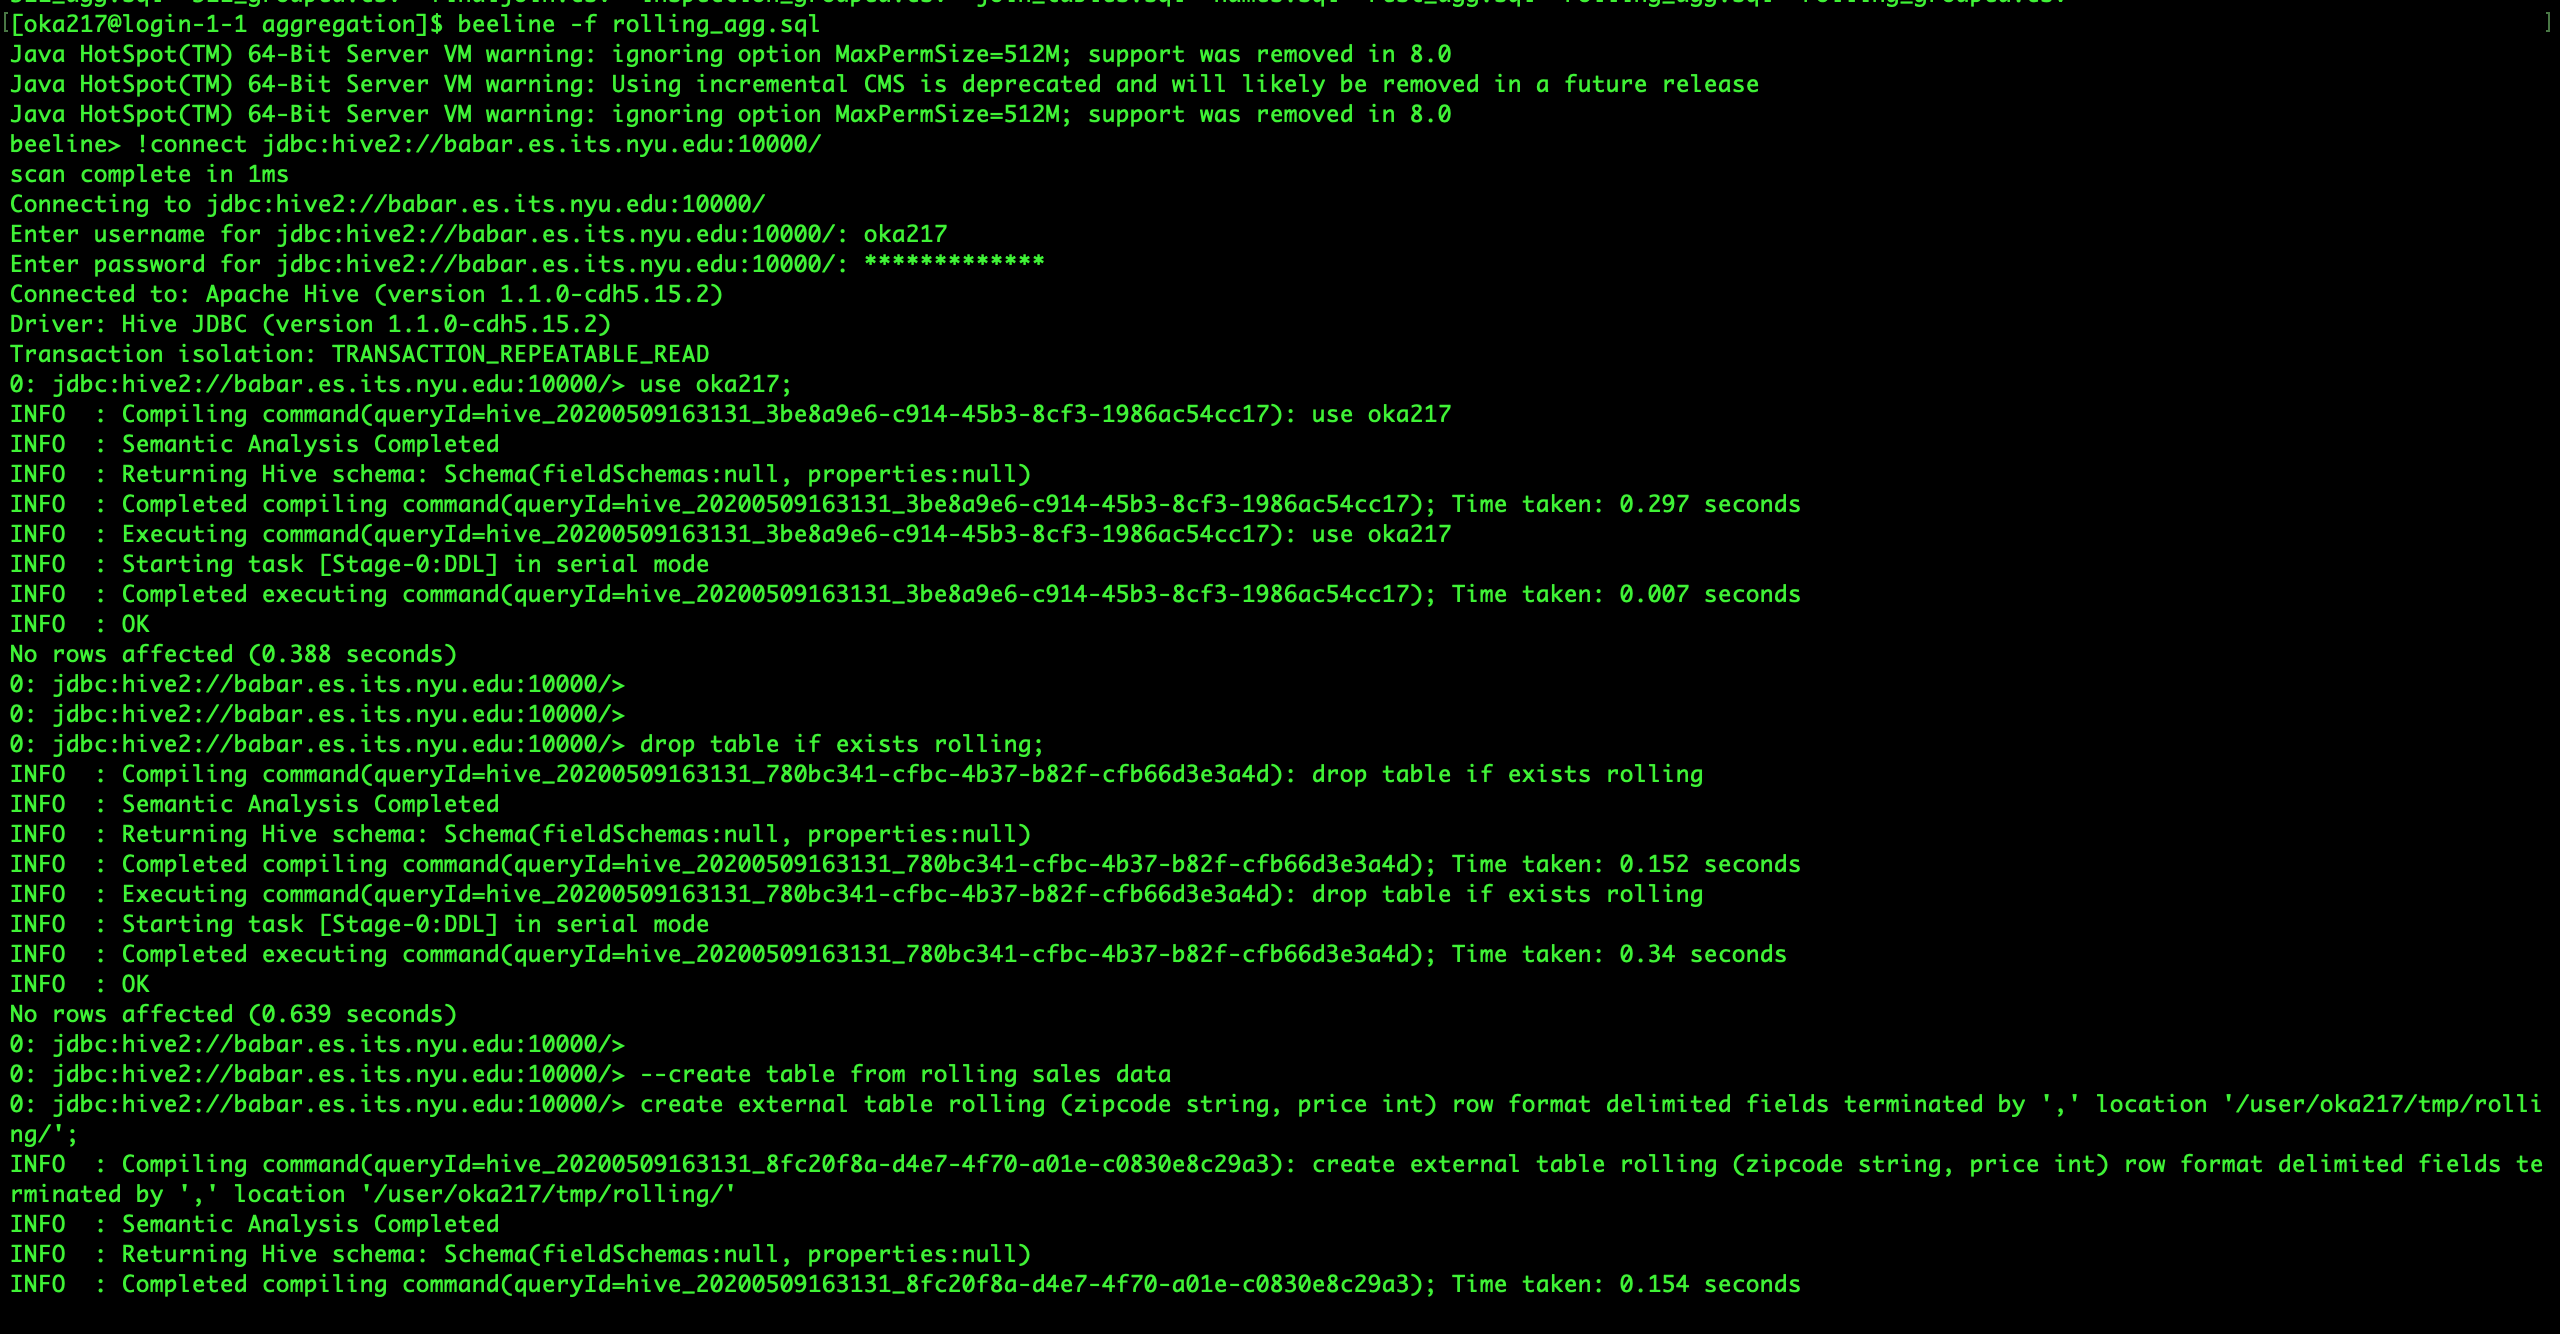 [[oka217@login-1-1 aggregation]$ beeline -f rolling_agg.sql ]
Java HotSpot(TM) 64-Bit Server VM warning: ignoring option MaxPermSize=512M; support was removed in 8.0
Java HotSpot(TM) 64-Bit Server VM warning: Using incremental CMS is deprecated and will likely be removed in a future release
Java HotSpot(TM) 64-Bit Server VM warning: ignoring option MaxPermSize=512M; support was removed in 8.0
beeline> !connect jdbc:hive2://babar.es.its.nyu.edu:10000/
scan complete in 1ms
Connecting to jdbc:hive2://babar.es.its.nyu.edu:10000/
Enter username for jdbc:hive2://babar.es.its.nyu.edu:10000/: oka217
Enter password for jdbc:hive2://babar.es.its.nyu.edu:10000/: *************
Connected to: Apache Hive (version 1.1.0-cdh5.15.2)
Driver: Hive JDBC (version 1.1.0-cdh5.15.2)
Transaction isolation: TRANSACTION_REPEATABLE_READ
0: jdbc:hive2://babar.es.its.nyu.edu:10000/> use oka217;
INFO  : Compiling command(queryId=hive_20200509163131_3be8a9e6-c914-45b3-8cf3-1986ac54cc17): use oka217
INFO  : Semantic Analysis Completed
INFO  : Returning Hive schema: Schema(fieldSchemas:null, properties:null)
INFO  : Completed compiling command(queryId=hive_20200509163131_3be8a9e6-c914-45b3-8cf3-1986ac54cc17); Time taken: 0.297 seconds
INFO  : Executing command(queryId=hive_20200509163131_3be8a9e6-c914-45b3-8cf3-1986ac54cc17): use oka217
INFO  : Starting task [Stage-0:DDL] in serial mode
INFO  : Completed executing command(queryId=hive_20200509163131_3be8a9e6-c914-45b3-8cf3-1986ac54cc17); Time taken: 0.007 seconds
INFO  : OK
No rows affected (0.388 seconds)
0: jdbc:hive2://babar.es.its.nyu.edu:10000/>
0: jdbc:hive2://babar.es.its.nyu.edu:10000/>
0: jdbc:hive2://babar.es.its.nyu.edu:10000/> drop table if exists rolling;
INFO  : Compiling command(queryId=hive_20200509163131_780bc341-cfbc-4b37-b82f-cfb66d3e3a4d): drop table if exists rolling
INFO  : Semantic Analysis Completed
INFO  : Returning Hive schema: Schema(fieldSchemas:null, properties:null)
INFO  : Completed compiling command(queryId=hive_20200509163131_780bc341-cfbc-4b37-b82f-cfb66d3e3a4d); Time taken: 0.152 seconds
INFO  : Executing command(queryId=hive_20200509163131_780bc341-cfbc-4b37-b82f-cfb66d3e3a4d): drop table if exists rolling
INFO  : Starting task [Stage-0:DDL] in serial mode
INFO  : Completed executing command(queryId=hive_20200509163131_780bc341-cfbc-4b37-b82f-cfb66d3e3a4d); Time taken: 0.34 seconds
INFO  : OK
No rows affected (0.639 seconds)
0: jdbc:hive2://babar.es.its.nyu.edu:10000/>
0: jdbc:hive2://babar.es.its.nyu.edu:10000/> --create table from rolling sales data
0: jdbc:hive2://babar.es.its.nyu.edu:10000/> create external table rolling (zipcode string, price int) row format delimited fields terminated by ',' location '/user/oka217/tmp/rolli
ng/';
INFO  : Compiling command(queryId=hive_20200509163131_8fc20f8a-d4e7-4f70-a01e-c0830e8c29a3): create external table rolling (zipcode string, price int) row format delimited fields te
rminated by ',' location '/user/oka217/tmp/rolling/'
INFO  : Semantic Analysis Completed
INFO  : Returning Hive schema: Schema(fieldSchemas:null, properties:null)
INFO  : Completed compiling command(queryId=hive_20200509163131_8fc20f8a-d4e7-4f70-a01e-c0830e8c29a3); Time taken: 0.154 seconds